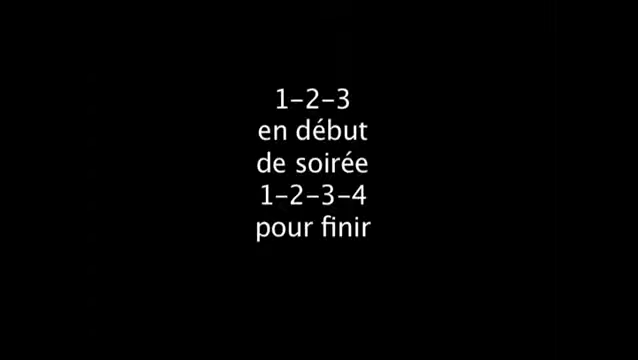 1-2-3
en début
de soirée
1-2-3-4
pour finir